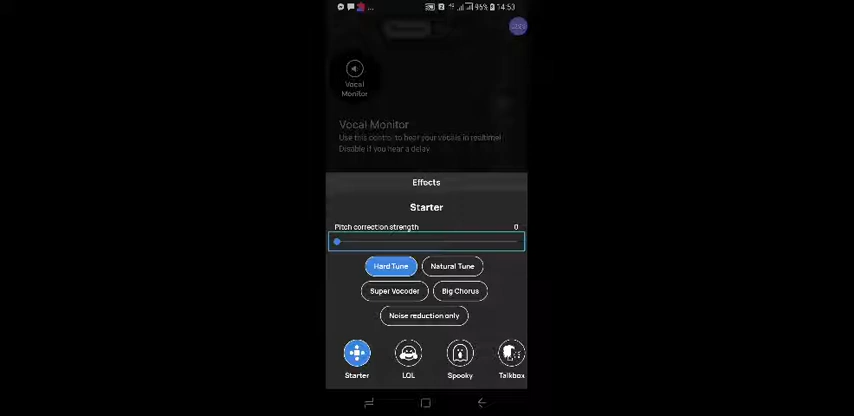 ... 4G 96% 14:53
Vocal
Monitor
Vocal Monitor
Use this control to hear your vocals in realtime!
Disable if you hear a delay
Effects
Starter
Pitch correction strength 0
Hard Tune Natural Tune
Super Vocoder Big Chorus
Noise reduction only
Starter LOL Spooky Talkbox